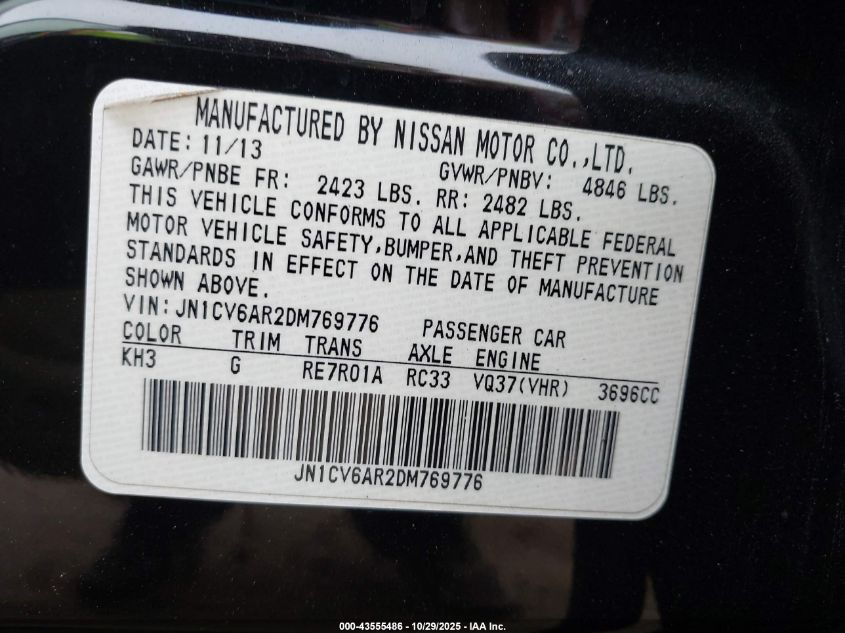 MANUFACTURED BY NISSAN MOTOR CO.,LTD.
DATE: 11/13 GVWR/PNBV: 4846 LBS.
GAWR/PNBE FR: 2423 LBS. RR: 2482 LBS.
THIS VEHICLE CONFORMS TO ALL APPLICABLE FEDERAL
MOTOR VEHICLE SAFETY,BUMPER,AND THEFT PREVENTION
STANDARDS IN EFFECT ON THE DATE OF MANUFACTURE
SHOWN ABOVE.
VIN:JN1CV6AR2DM769776 PASSENGER CAR
COLOR TRIM TRANS AXLE ENGINE
KH3 G RE7R01A RC33 VQ37(VHR) 3696CC
JN1CV6AR2DM769776
000-43555486 - 10/29/2025 - IAA Inc.